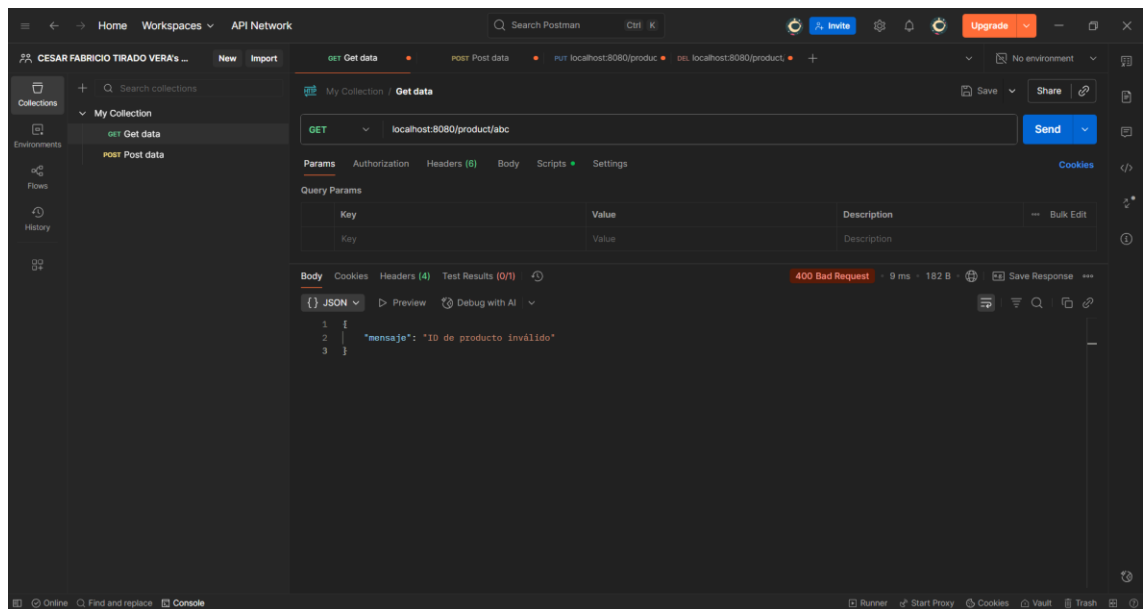 Home Workspaces API Network Search Postman Ctrl K Invite Upgrade
CESAR FABRICIO TIRADO VERA's ... New Import GET Get data POST Post data PUT localhost:8080/produc DEL localhost:8080/product, No environment
Collections
Environments
Flows
History
Search collections
My Collection
GET Get data
POST Post data
HTTP My Collection / Get data Save Share
GET localhost:8080/product/abc Send
Params Authorization Headers (6) Body Scripts Settings Cookies
Query Params
Key Value Description Bulk Edit
Key Value Description
Body Cookies Headers (4) Test Results (0/1) 400 Bad Request 9 ms 182 B Save Response
{} JSON Preview Debug with AI
1 {
2 "mensaje": "ID de producto inválido"
3 }
Online Find and replace Console Runner Start Proxy Cookies Vault Trash